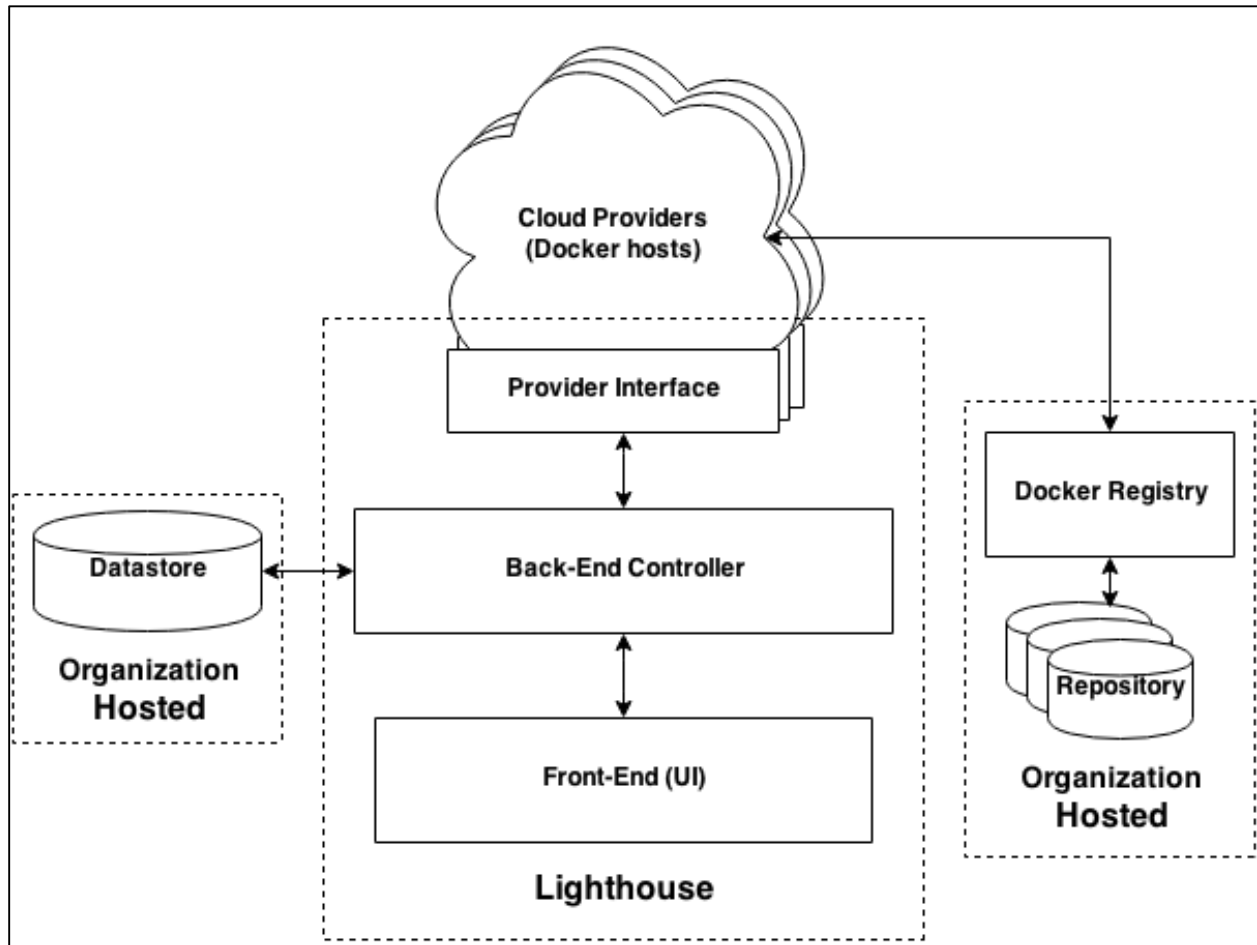 Cloud Providers
(Docker hosts)
Provider Interface
Docker Registry
Datastore
Back-End Controller
Organization
Hosted
Repository
Front-End (UI)
Organization
Hosted
Lighthouse